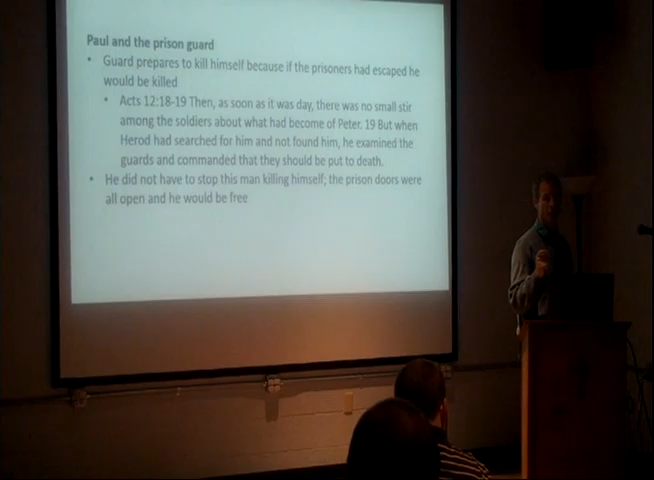 Paul and the prison guard
• Guard prepares to kill himself because if the prisoners had escaped he
would be killed
• Acts 12:18-19 Then, as soon as it was day, there was no small stir
among the soldiers about what had become of Peter. 19 But when
Herod had searched for him and not found him, he examined the
guards and commanded that they should be put to death.
• He did not have to stop this man killing himself; the prison doors were
all open and he would be free